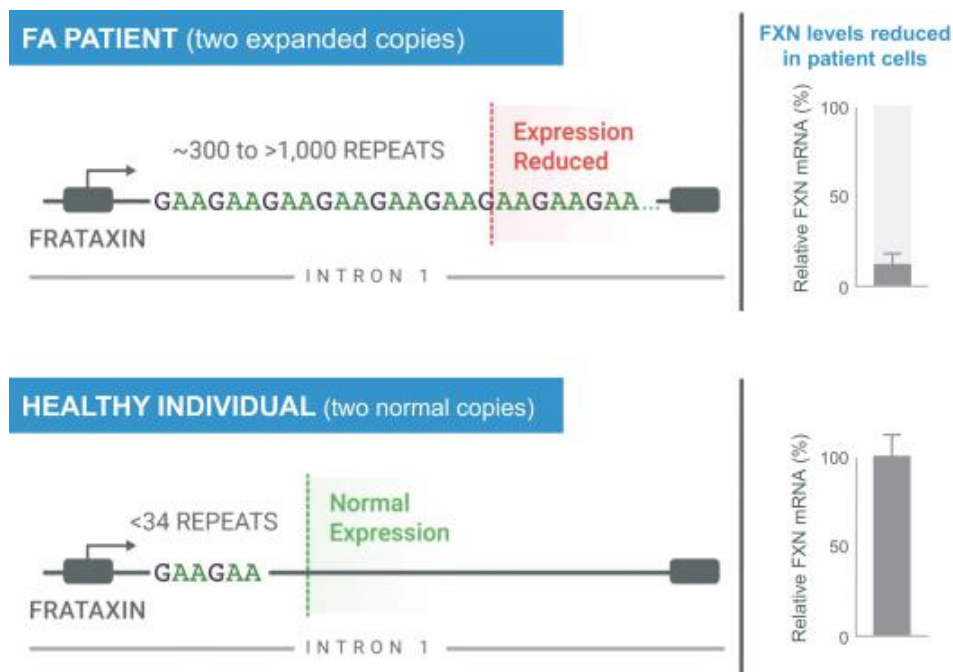 FA PATIENT (two expanded copies)
~300 to >1,000 REPEATS
Expression
Reduced
GAAGAAGAAGAAGAAGAAGAAGAAGAA...
FRATAXIN
INTRON 1
FXN levels reduced
in patient cells
Relative FXN mRNA (%)
100
50
0
HEALTHY INDIVIDUAL (two normal copies)
<34 REPEATS
Normal
Expression
GAAGAA
FRATAXIN
INTRON 1
Relative FXN mRNA (%)
100
50
0